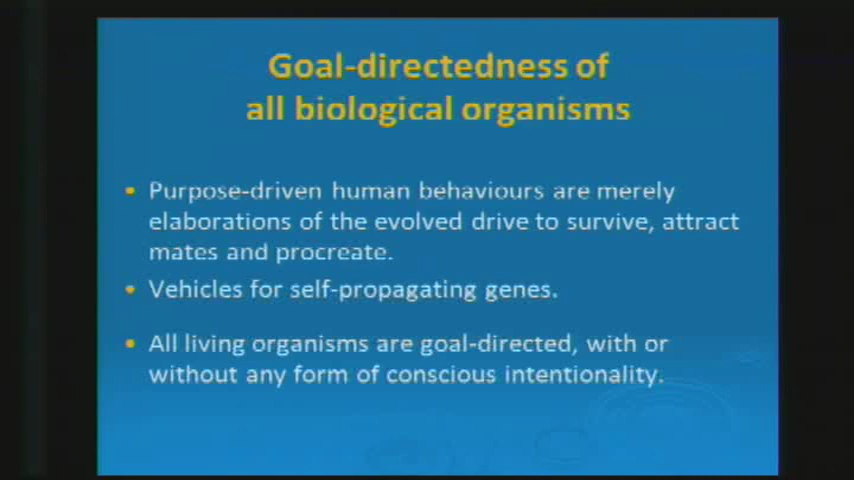 Goal-directedness of
all biological organisms
• Purpose-driven human behaviours are merely
elaborations of the evolved drive to survive, attract
mates and procreate.
• Vehicles for self-propagating genes.
• All living organisms are goal-directed, with or
without any form of conscious intentionality.